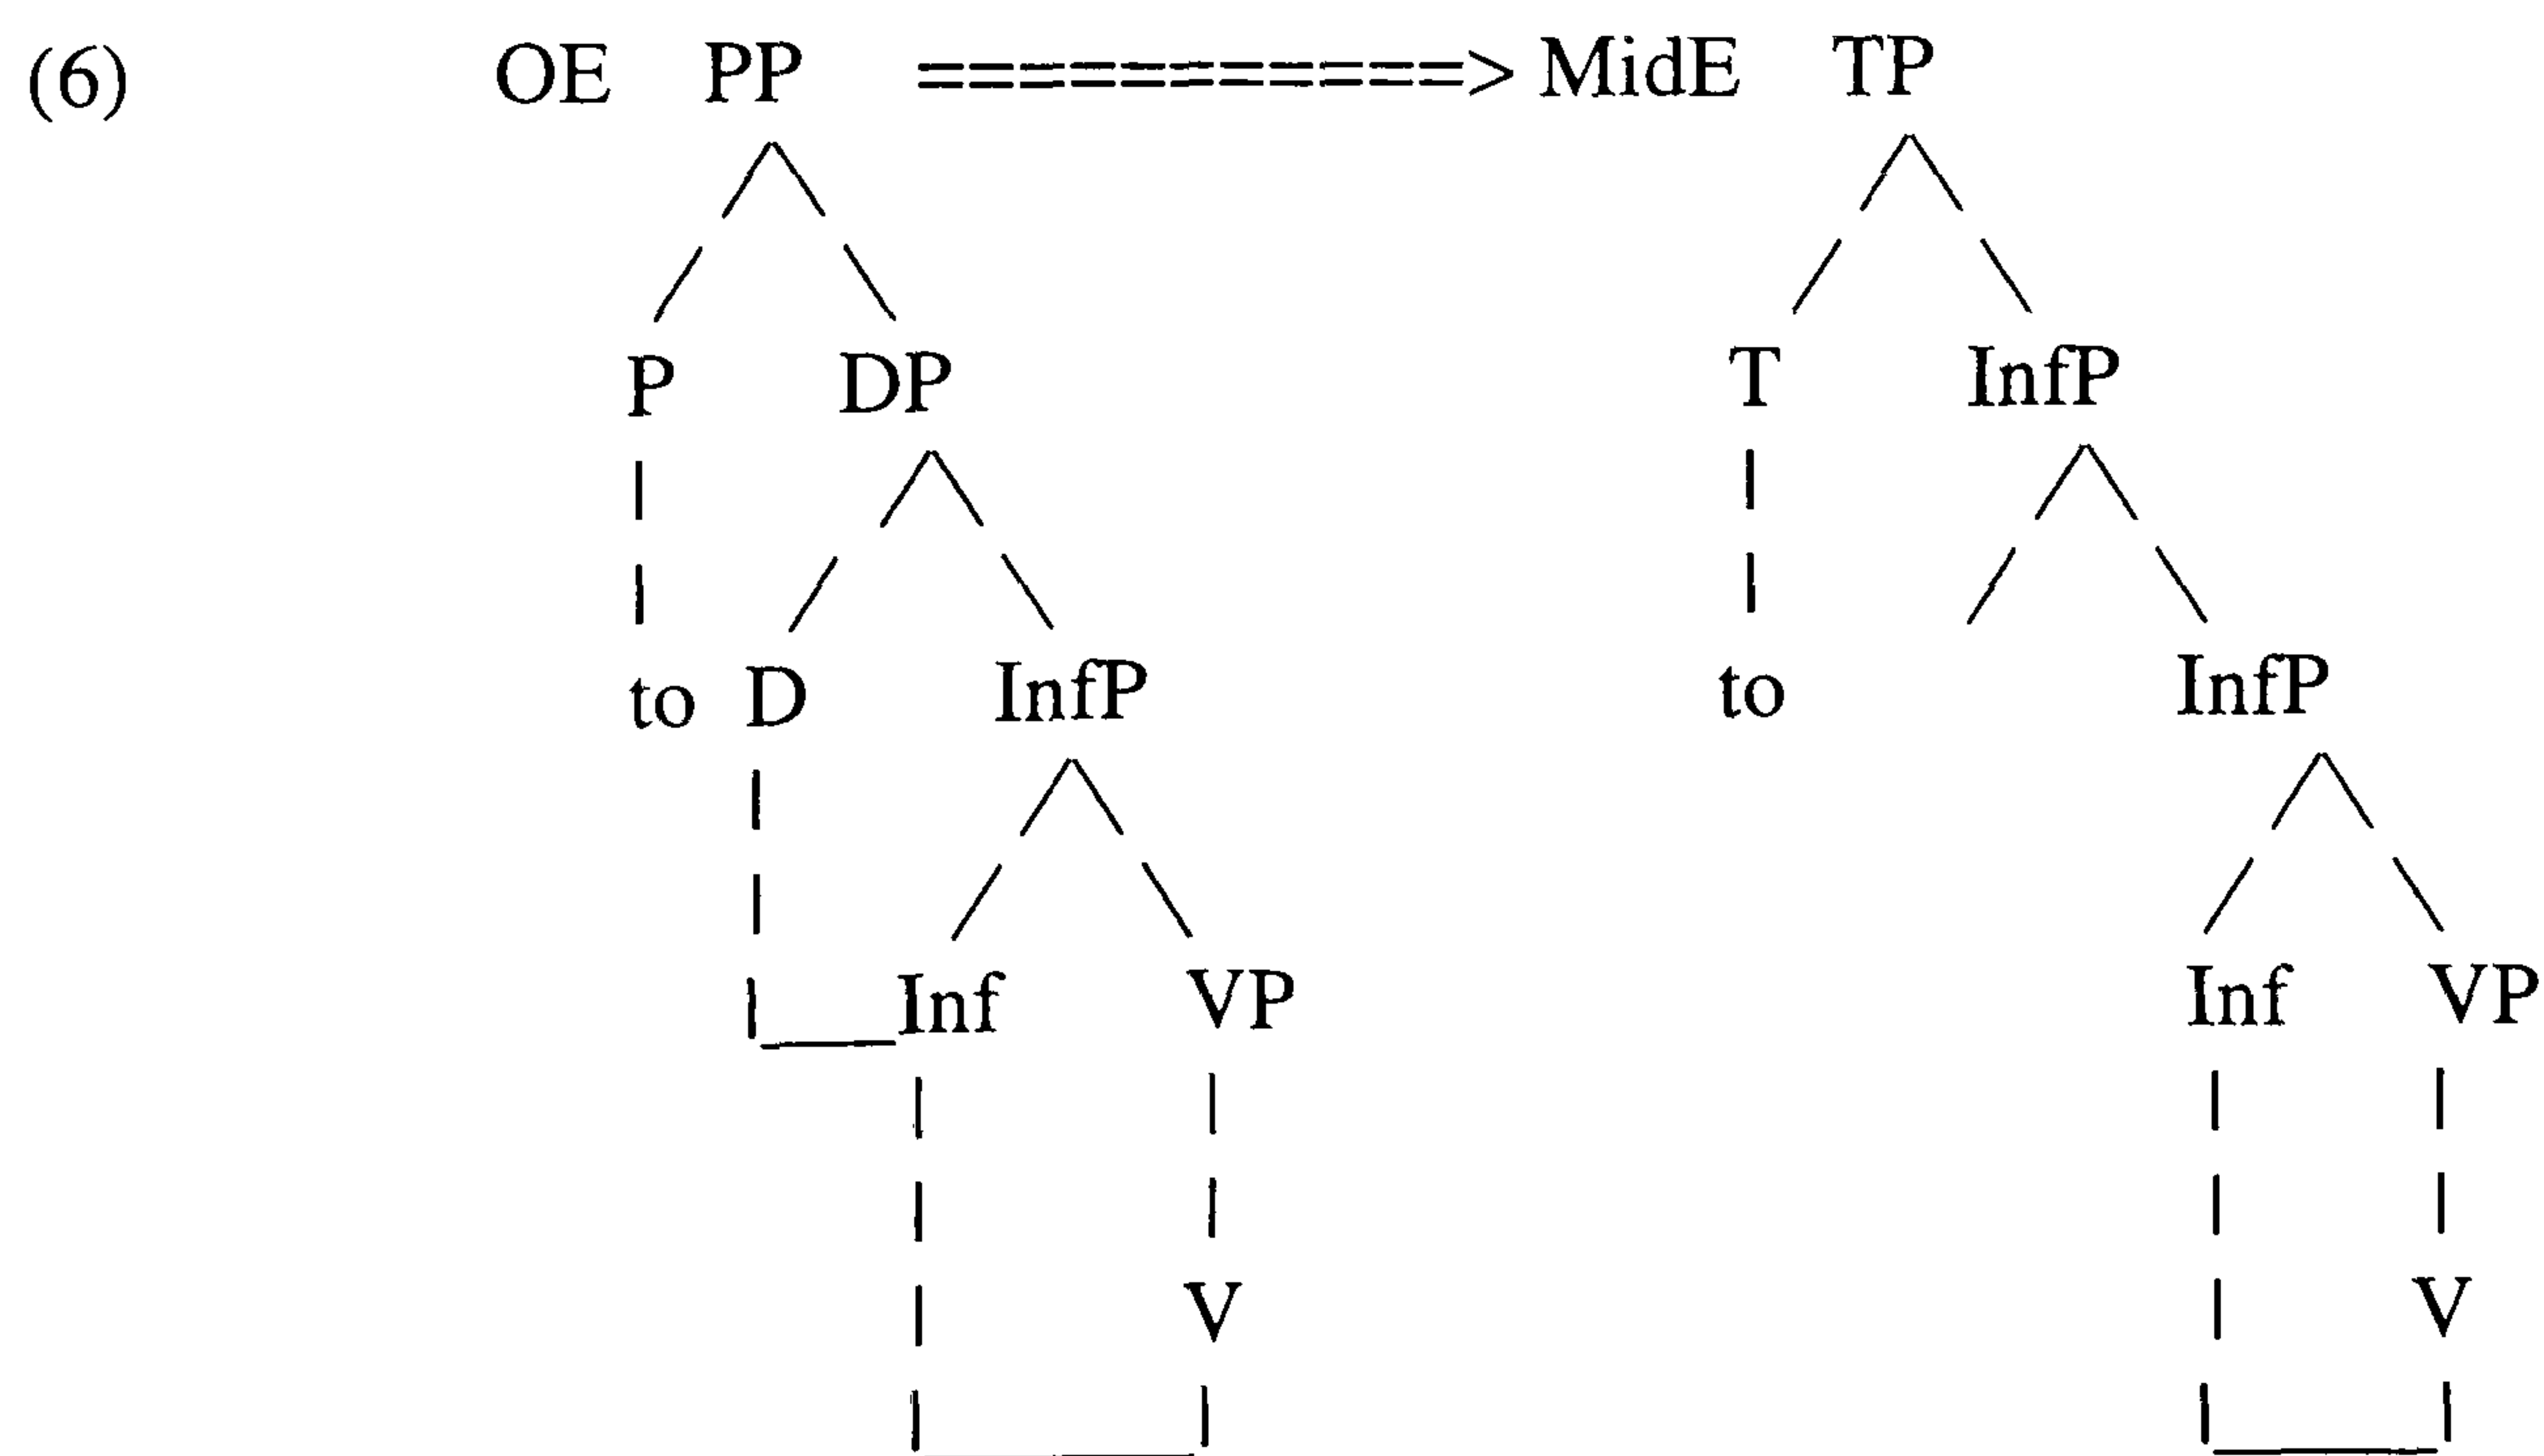 (6) OE PP ===========> MidE TP
P DP T InfP
to D InfP to InfP
Inf VP Inf VP
V V